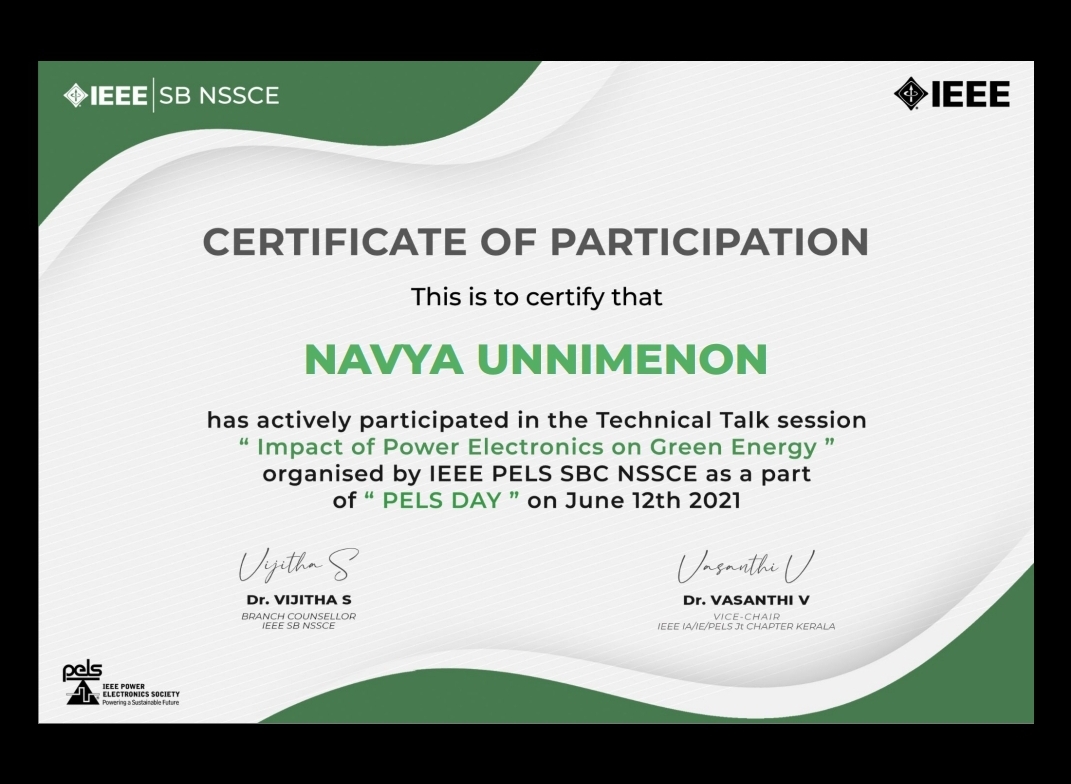 IEEE SB NSSCE
IEEE
CERTIFICATE OF PARTICIPATION
This is to certify that
NAVYA UNNIMENON
has actively participated in the Technical Talk session
“ Impact of Power Electronics on Green Energy ”
organised by IEEE PELS SBC NSSCE as a part
of “ PELS DAY ” on June 12th 2021
Vijitha S
Dr. VIJITHA S
BRANCH COUNSELLOR
IEEE SB NSSCE
Vasanthi V
Dr. VASANTHI V
VICE-CHAIR
IEEE IA/IE/PELS Jt CHAPTER KERALA
pels
IEEE POWER
ELECTRONICS SOCIETY
Powering a Sustainable Future